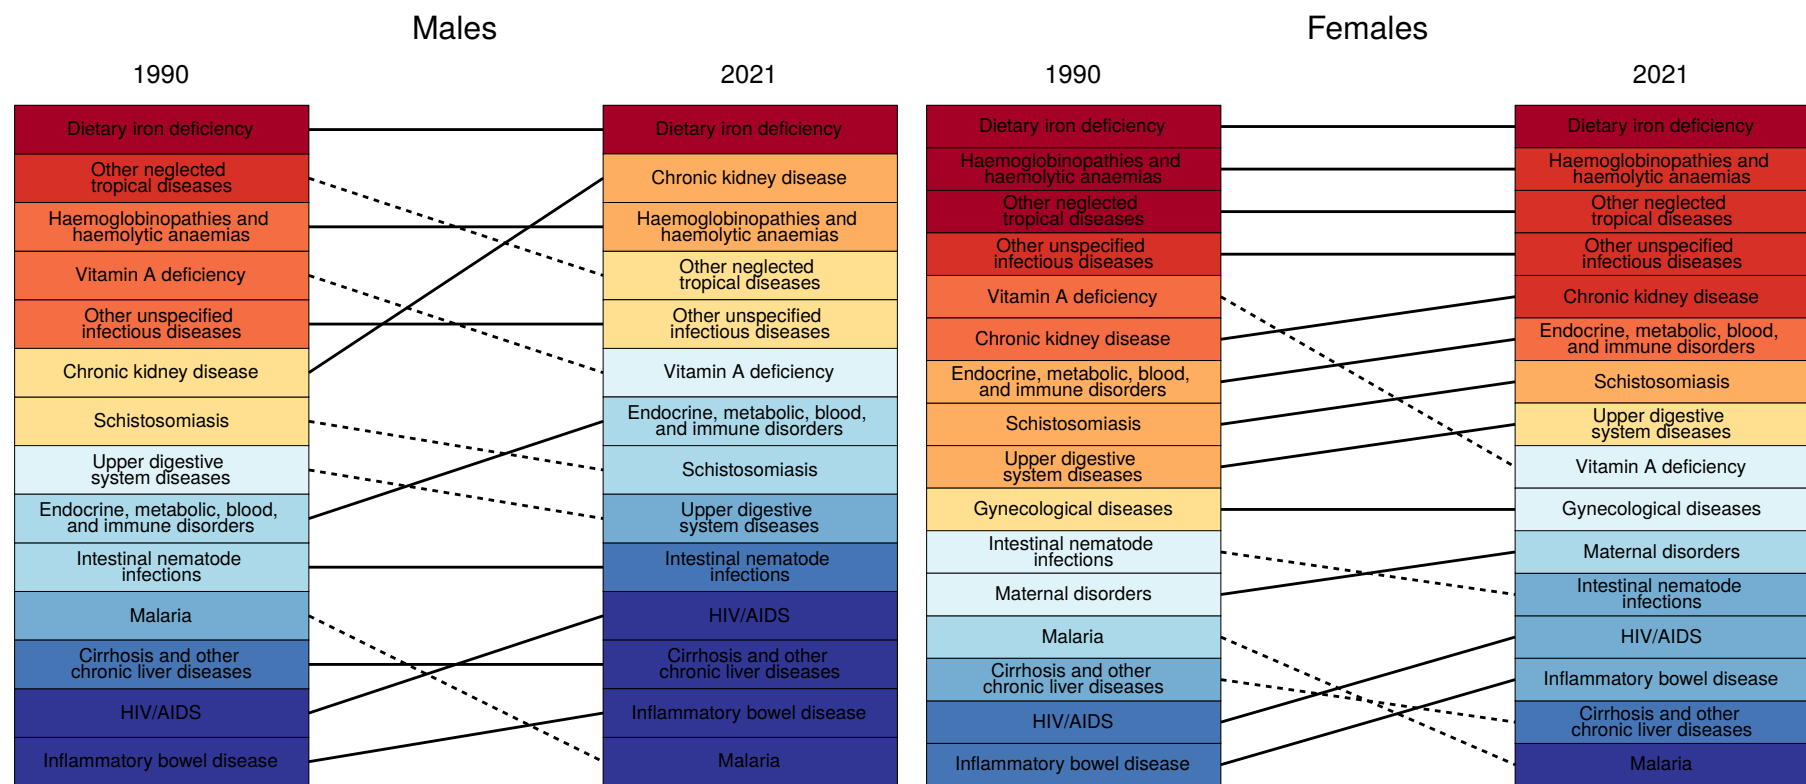 Males
1990
2021
Dietary iron deficiency
Other neglected
tropical diseases
Haemoglobinopathies and
haemolytic anaemias
Vitamin A deficiency
Other unspecified
infectious diseases
Chronic kidney disease
Schistosomiasis
Upper digestive
system diseases
Endocrine, metabolic, blood,
and immune disorders
Intestinal nematode
infections
Malaria
Cirrhosis and other
chronic liver diseases
HIV/AIDS
Inflammatory bowel disease
Dietary iron deficiency
Chronic kidney disease
Haemoglobinopathies and
haemolytic anaemias
Other neglected
tropical diseases
Other unspecified
infectious diseases
Vitamin A deficiency
Endocrine, metabolic, blood,
and immune disorders
Schistosomiasis
Upper digestive
system diseases
Intestinal nematode
infections
HIV/AIDS
Cirrhosis and other
chronic liver diseases
Inflammatory bowel disease
Malaria
Females
1990
2021
Dietary iron deficiency
Haemoglobinopathies and
haemolytic anaemias
Other neglected
tropical diseases
Other unspecified
infectious diseases
Vitamin A deficiency
Chronic kidney disease
Endocrine, metabolic, blood,
and immune disorders
Schistosomiasis
Upper digestive
system diseases
Gynecological diseases
Intestinal nematode
infections
Maternal disorders
Malaria
Cirrhosis and other
chronic liver diseases
HIV/AIDS
Inflammatory bowel disease
Dietary iron deficiency
Haemoglobinopathies and
haemolytic anaemias
Other neglected
tropical diseases
Other unspecified
infectious diseases
Chronic kidney disease
Endocrine, metabolic, blood,
and immune disorders
Schistosomiasis
Upper digestive
system diseases
Vitamin A deficiency
Gynecological diseases
Maternal disorders
Intestinal nematode
infections
HIV/AIDS
Inflammatory bowel disease
Cirrhosis and other
chronic liver diseases
Malaria